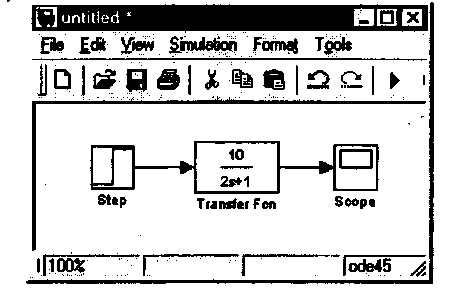 untitled *
File Edit View Simulation Format Tools
10
2s+1
Step Transfer Fcn Scope
100% ode45